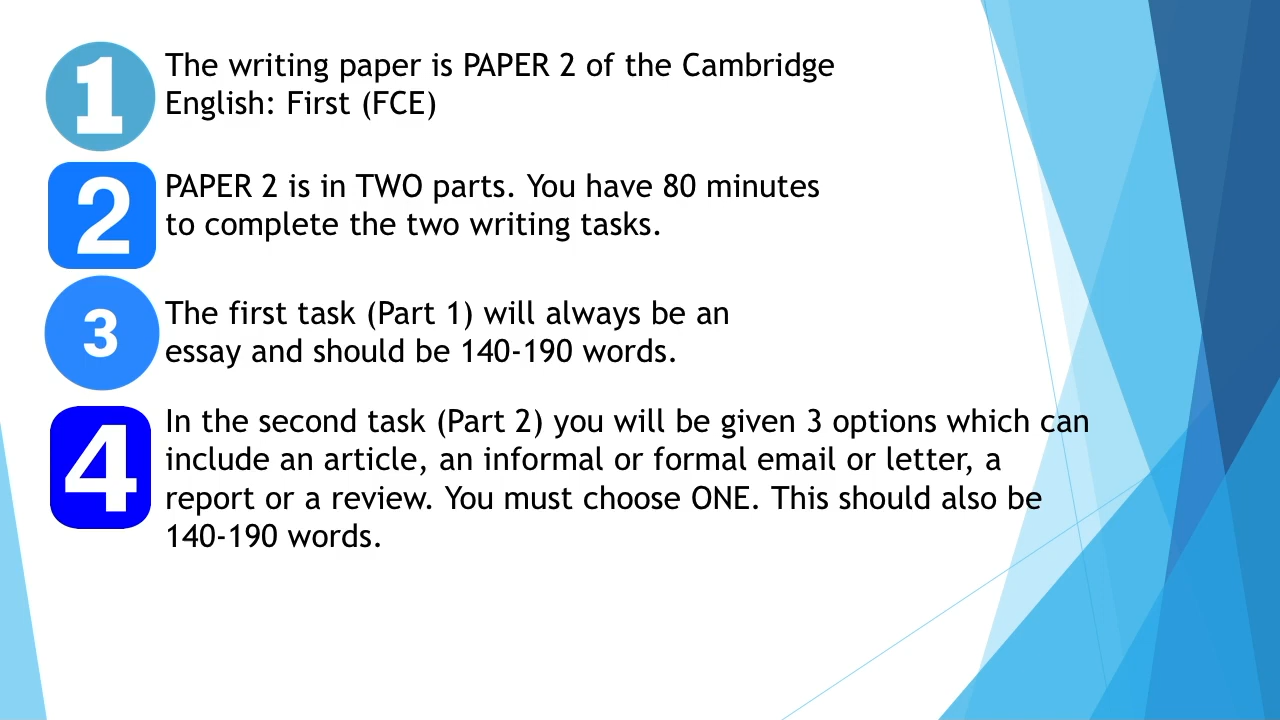 1 The writing paper is PAPER 2 of the Cambridge
English: First (FCE)
2 PAPER 2 is in TWO parts. You have 80 minutes
to complete the two writing tasks.
3 The first task (Part 1) will always be an
essay and should be 140-190 words.
4 In the second task (Part 2) you will be given 3 options which can
include an article, an informal or formal email or letter, a
report or a review. You must choose ONE. This should also be
140-190 words.